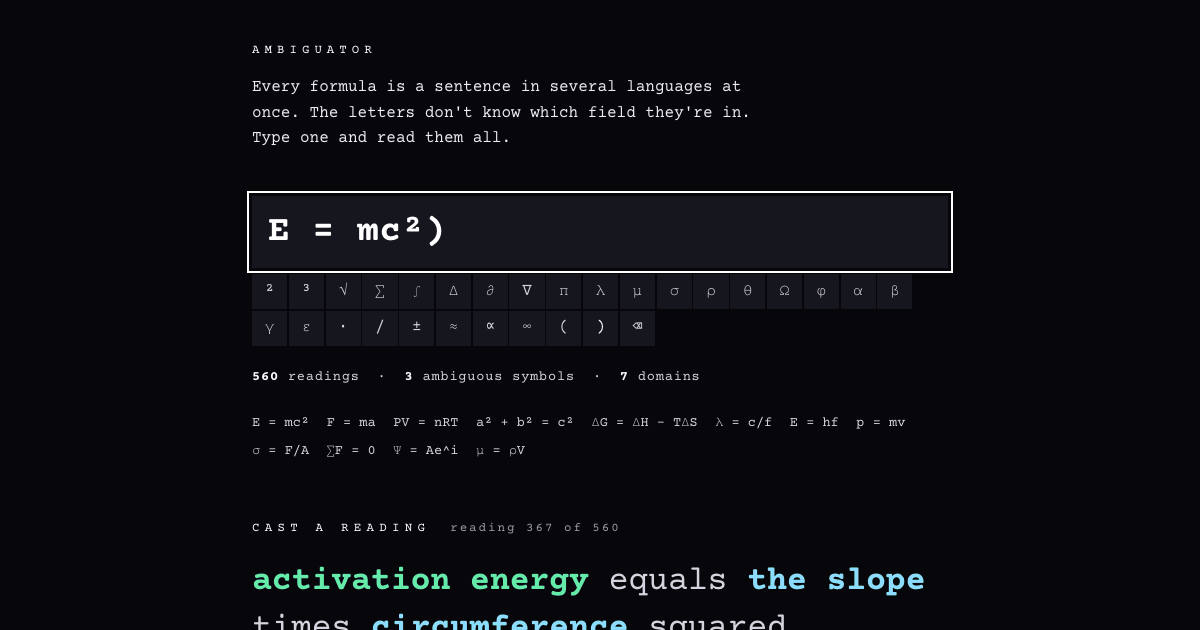 AMBIGUATOR
Every formula is a sentence in several languages at
once. The letters don't know which field they're in.
Type one and read them all.
E = mc²)
² ³ √ ∑ ∫ Δ ∂ ∇ π λ μ σ ρ θ Ω φ α β
γ ε · / ± ≈ ∝ ∞ ( ) ⌫
560 readings · 3 ambiguous symbols · 7 domains
E = mc² F = ma PV = nRT a² + b² = c² ΔG = ΔH − TΔS λ = c/f E = hf p = mv
σ = F/A ∑F = 0 Ψ = Ae^i μ = ρV
CAST A READING reading 367 of 560
activation energy equals the slope
times circumference squared